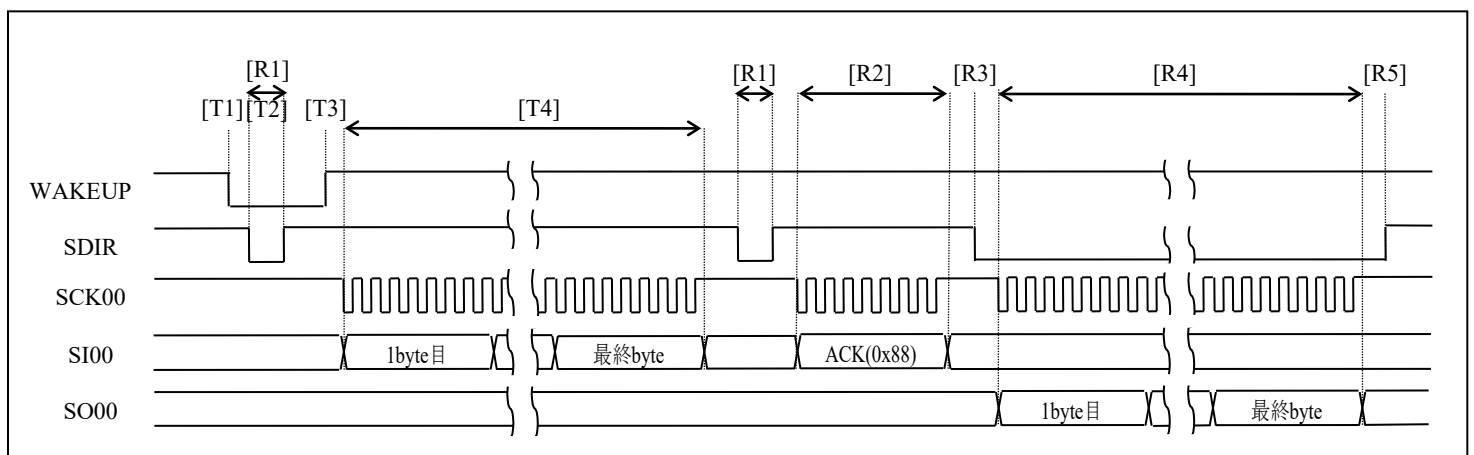 [R1] [R1] [R2] [R3] [R4] [R5]
[T1] [T2] [T3] [T4]
WAKEUP
SDIR
SCK00
SI00 1byte目 最終byte ACK(0x88)
SO00 1byte目 最終byte